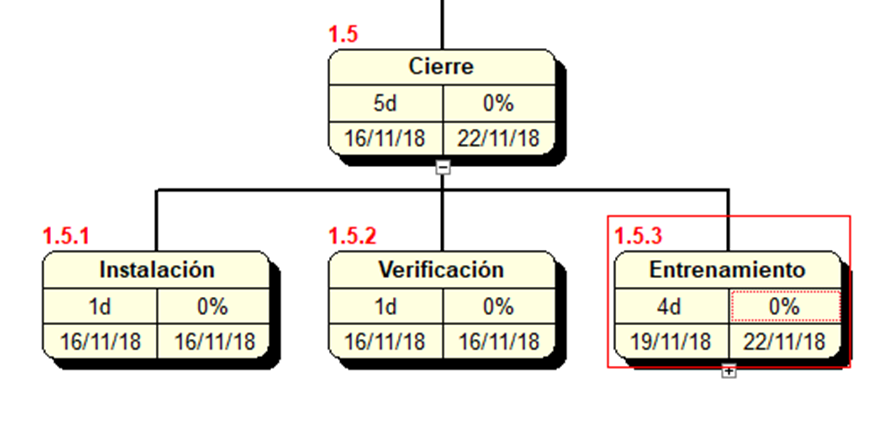 1.5
Cierre
5d 0%
16/11/18 22/11/18
1.5.1 1.5.2 1.5.3
Instalación Verificación Entrenamiento
1d 0% 1d 0% 4d 0%
16/11/18 16/11/18 16/11/18 16/11/18 19/11/18 22/11/18